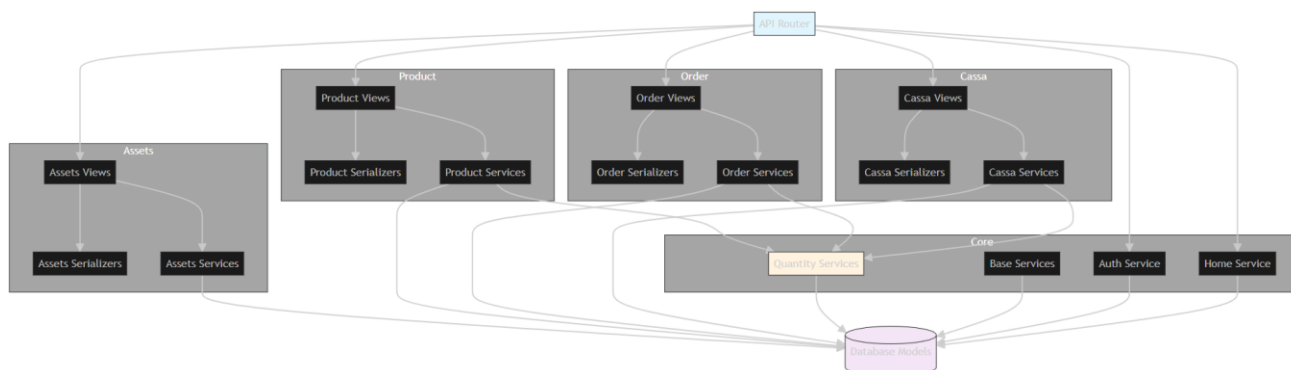 API Router
Product
Order
Cassa
Product Views
Order Views
Cassa Views
Assets
Assets Views
Product Serializers
Product Services
Order Serializers
Order Services
Cassa Serializers
Cassa Services
Core
Assets Serializers
Assets Services
Quantity Services
Base Services
Auth Service
Home Service
Database Models